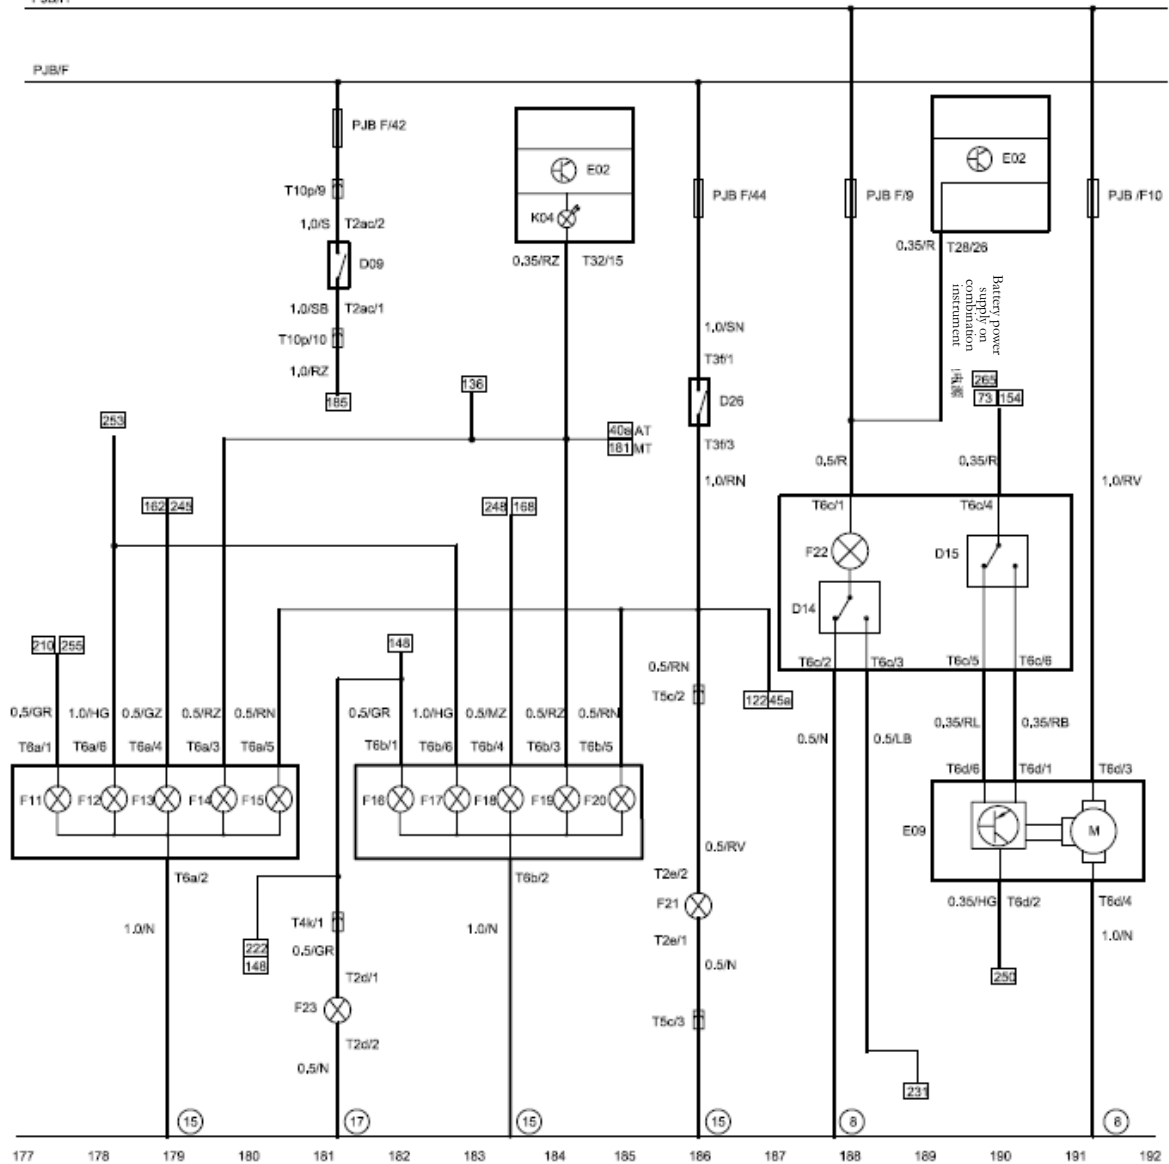 PJB/F
PJB F/42
E02
K04
0.35/RZ T32/15
T10p/9
1.0/S T2ac/2
D09
1.0/SB T2ac/1
T10p/10
1.0/RZ
185
PJB F/44
PJB F/9
E02
PJB /F10
0.35/R T28/26
Battery power
supply on
combination
instrument
电源
1.0/SN
T3f/1
D26
T3f/3
1.0/RN
265
73 154
136
253
40a AT
181 MT
0.5/R
0.35/R
1.0/RV
162 245
248 168
T6c/1
T6c/4
F22
D15
D14
T6c/2
T6c/3
T6c/5
T6c/6
210 255
148
0.5/RN
T5c/2
122 45a
0.5/GR 1.0/HG 0.5/GZ 0.5/RZ 0.5/RN
0.5/GR 1.0/HG 0.5/MZ 0.5/RZ 0.5/RN
0.5/N
0.5/LB
0.35/RL
0.35/RB
T6a/1 T6a/6 T6a/4 T6a/3 T6a/5
T6b/1 T6b/6 T6b/4 T6b/3 T6b/5
T6d/6 T6d/1 T6d/3
F11 F12 F13 F14 F15
F16 F17 F18 F19 F20
E09
M
0.5/RV
T6a/2
T6b/2
T2e/2
F21
T2e/1
0.5/N
T5c/3
0.35/HG T6d/2
T6d/4
1.0/N
1.0/N
1.0/N
T4k/1
0.5/GR
222
148
T2d/1
F23
T2d/2
0.5/N
250
231
15 17 15 15 8 8
177 178 179 180 181 182 183 184 185 186 187 188 189 190 191 192